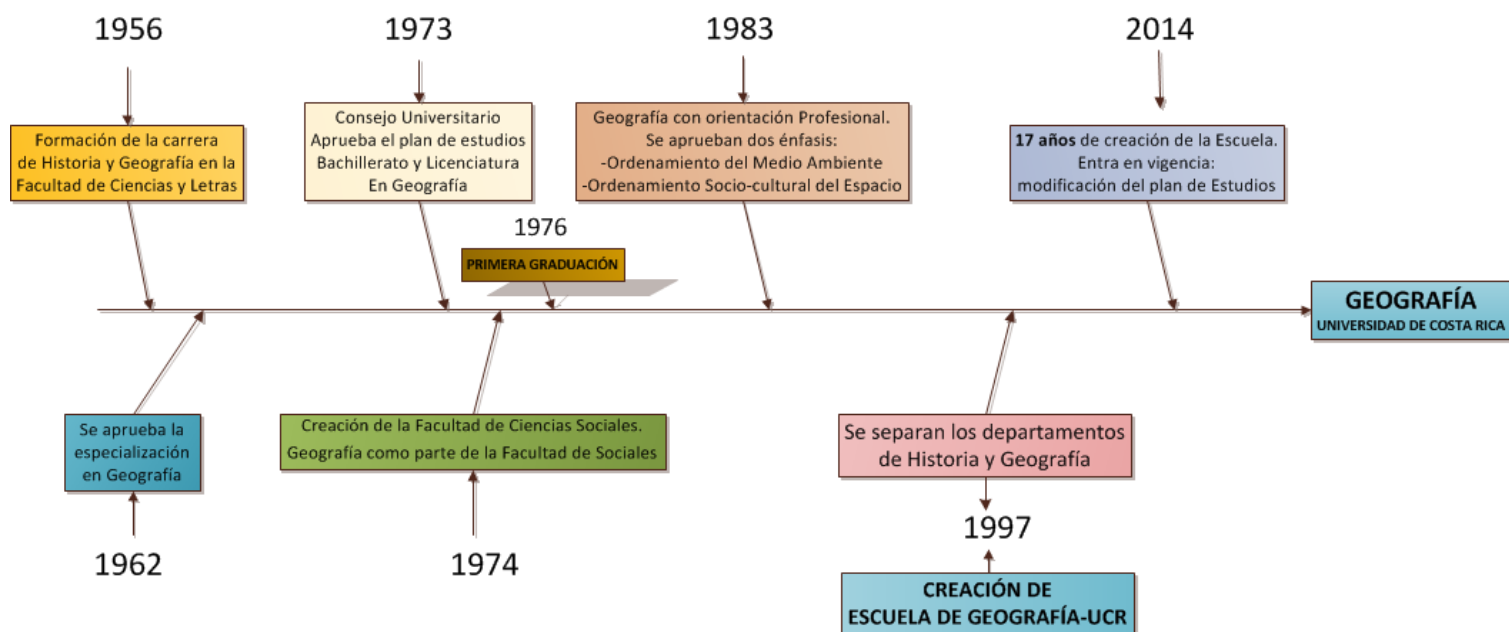 1956
Formación de la carrera
de Historia y Geografía en la
Facultad de Ciencias y Letras
1973
Consejo Universitario
Aprueba el plan de estudios
Bachillerato y Licenciatura
En Geografía
1983
Geografía con orientación Profesional.
Se aprueban dos énfasis:
-Ordenamiento del Medio Ambiente
-Ordenamiento Socio-cultural del Espacio
2014
17 años de creación de la Escuela.
Entra en vigencia:
modificación del plan de Estudios
1976
PRIMERA GRADUACIÓN
GEOGRAFÍA
UNIVERSIDAD DE COSTA RICA
Se aprueba la
especialización
en Geografía
1962
Creación de la Facultad de Ciencias Sociales.
Geografía como parte de la Facultad de Sociales
1974
Se separan los departamentos
de Historia y Geografía
1997
CREACIÓN DE
ESCUELA DE GEOGRAFÍA-UCR